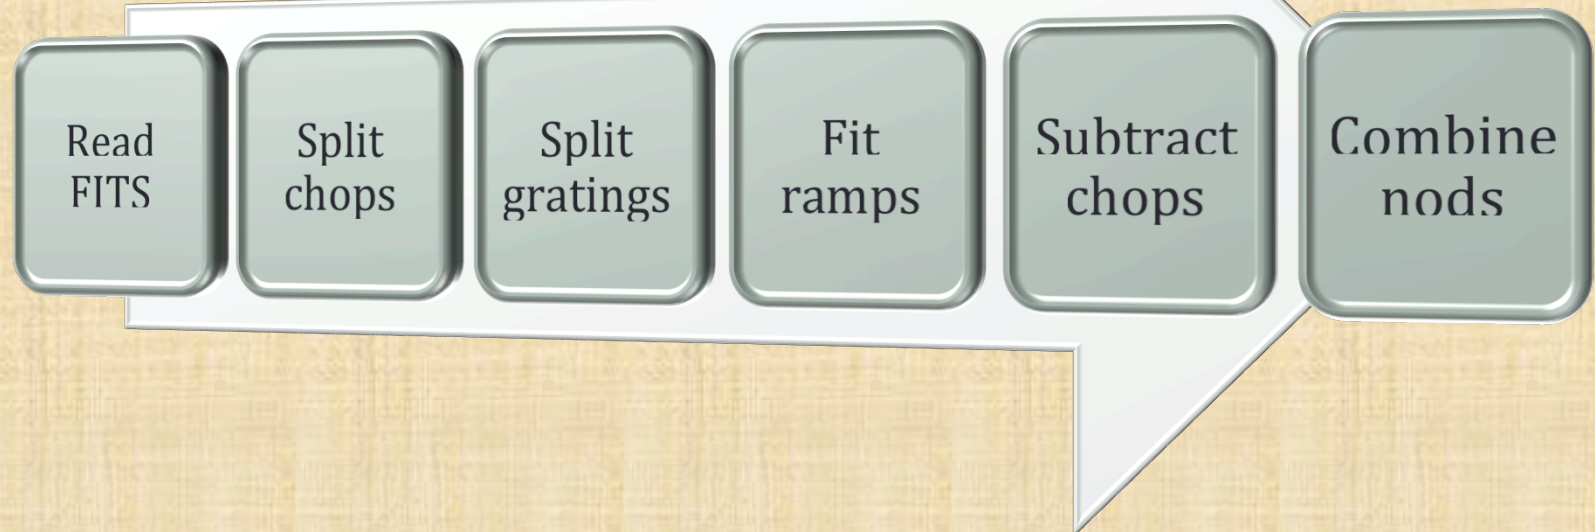 Read
FITS
Split
chops
Split
gratings
Fit
ramps
Subtract
chops
Combine
nods